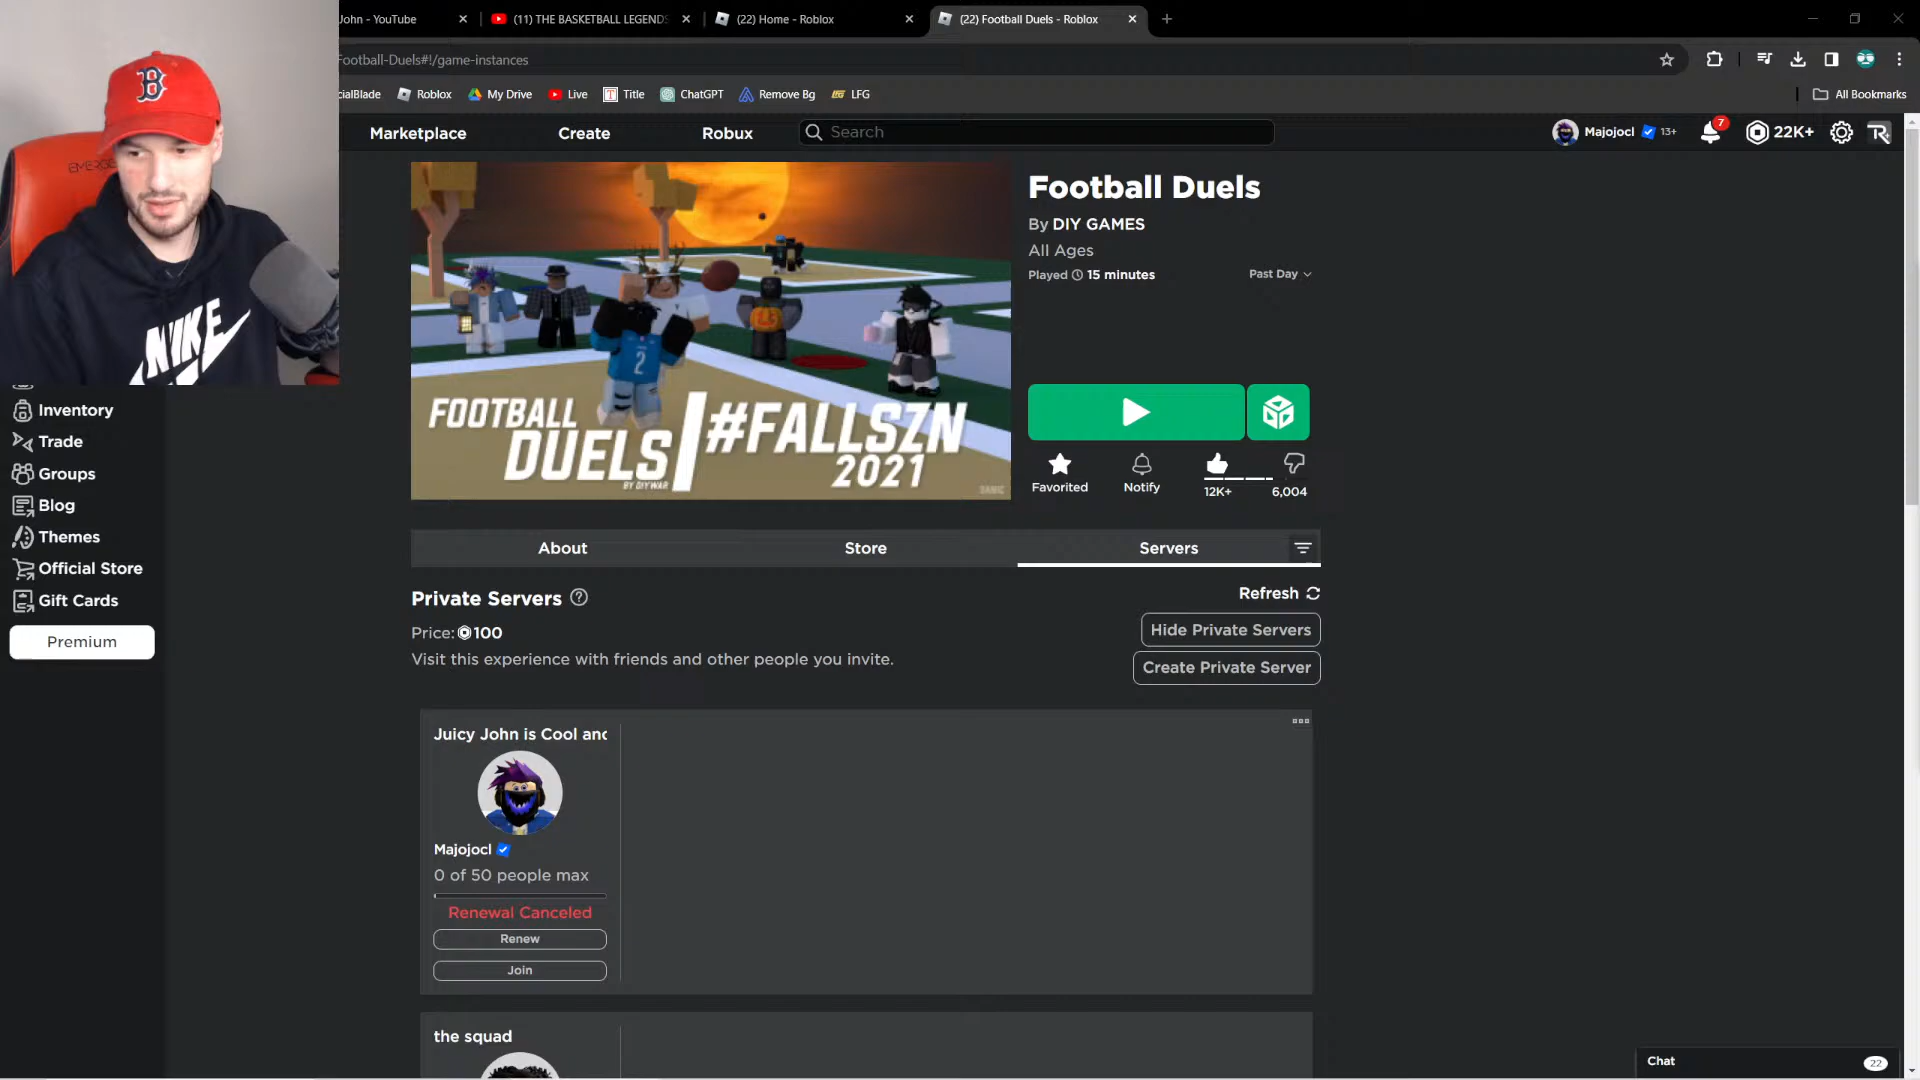 John - YouTube
(11) THE BASKETBALL LEGENDS
(22) Home - Roblox
(22) Football Duels - Roblox
Football-Duels#!/game-instances
cialBlade
Roblox
My Drive
Live
Title
ChatGPT
Remove Bg
LFG
All Bookmarks
Marketplace
Create
Robux
Search
Majojocl
13+
7
22K+
B
EMERGE
NIKE
Football Duels
By DIY GAMES
All Ages
Played 15 minutes
Past Day
2
FOOTBALL
DUELS
BY DIYWAR
#FALLSZN
2021
Favorited
Notify
12K+
6,004
Inventory
Trade
Groups
Blog
Themes
Official Store
Gift Cards
Premium
About
Store
Servers
Private Servers
Refresh
Price: 100
Visit this experience with friends and other people you invite.
Hide Private Servers
Create Private Server
Juicy John is Cool and
Majojocl
0 of 50 people max
Renewal Canceled
Renew
Join
the squad
Chat
22